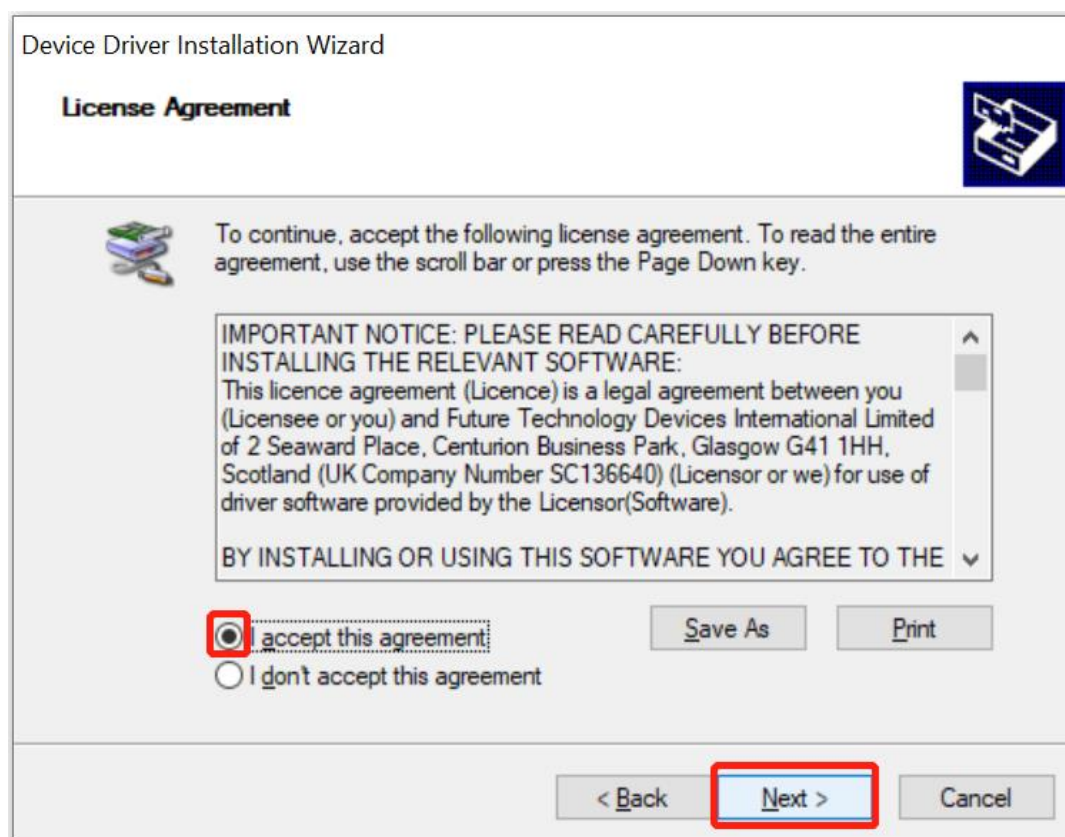 Device Driver Installation Wizard
License Agreement
To continue, accept the following license agreement. To read the entire
agreement, use the scroll bar or press the Page Down key.
IMPORTANT NOTICE: PLEASE READ CAREFULLY BEFORE
INSTALLING THE RELEVANT SOFTWARE:
This licence agreement (Licence) is a legal agreement between you
(Licensee or you) and Future Technology Devices International Limited
of 2 Seaward Place, Centurion Business Park, Glasgow G41 1HH,
Scotland (UK Company Number SC136640) (Licensor or we) for use of
driver software provided by the Licensor(Software).
BY INSTALLING OR USING THIS SOFTWARE YOU AGREE TO THE
I accept this agreement
Save As
Print
I don't accept this agreement
< Back
Next >
Cancel